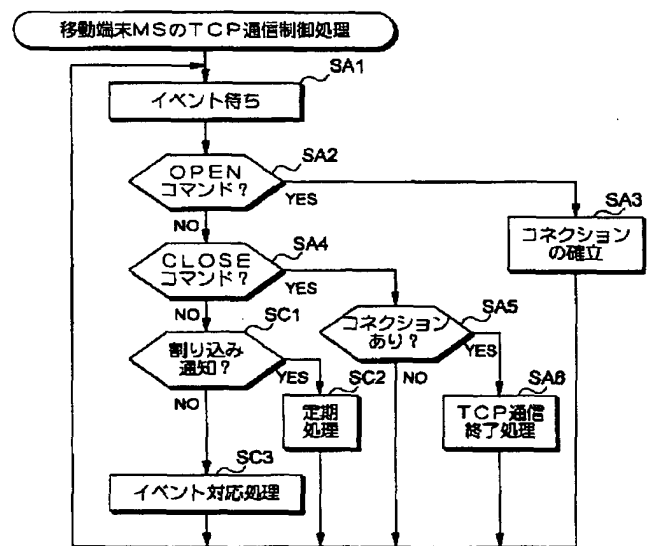 移動端末MSのTCP通信制御処理
SA1
イベント待ち
SA2
OPEN
コマンド?
YES
NO
SA3
コネクション
の確立
SA4
CLOSE
コマンド?
YES
NO
SA5
コネクション
あり?
YES
NO
SC1
割り込み
通知?
YES
NO
SC2
定期
処理
SA6
TCP通信
終了処理
SC3
イベント対応処理